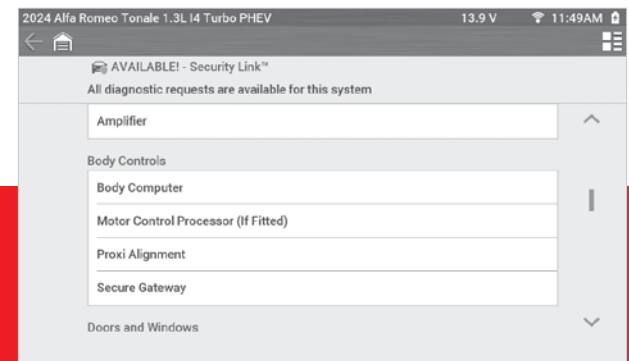 2024 Alfa Romeo Tonale 1.3L I4 Turbo PHEV 13.9 V 11:49AM
AVAILABLE! - Security Link™
All diagnostic requests are available for this system
Amplifier
Body Controls
Body Computer
Motor Control Processor (If Fitted)
Proxi Alignment
Secure Gateway
Doors and Windows